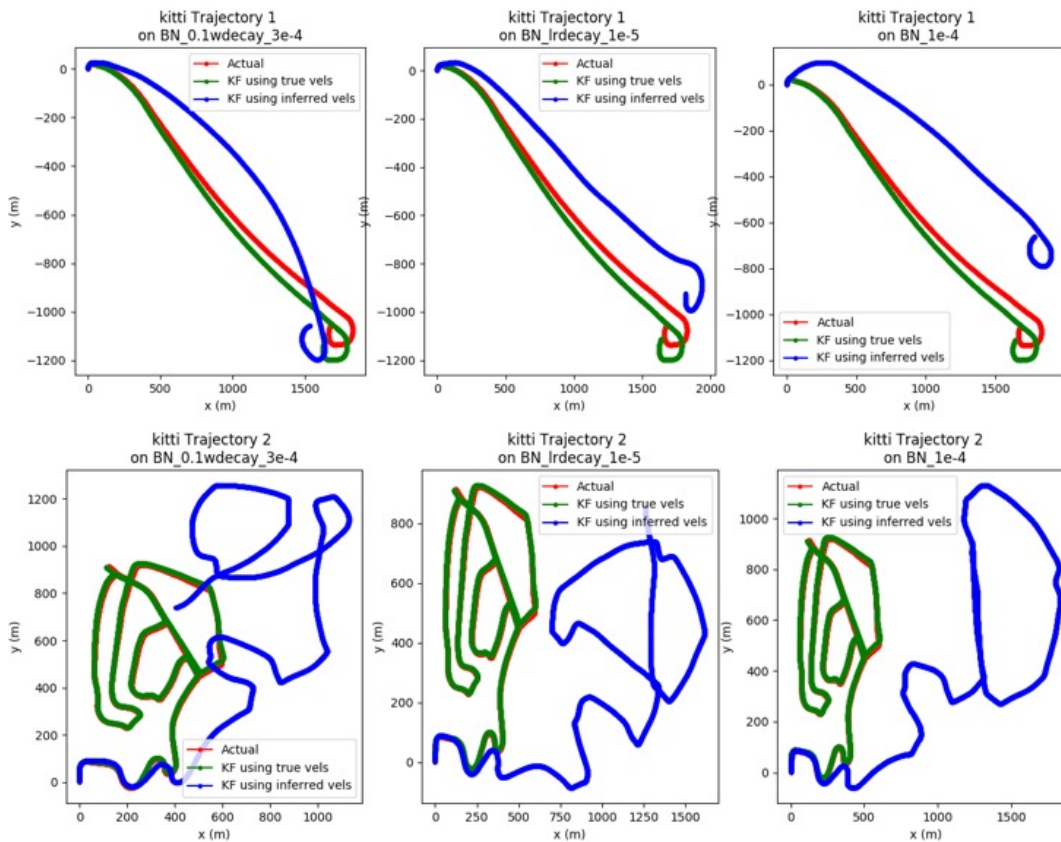 kitti Trajectory 1
on BN_0.1wdecay_3e-4
y (m)
0
−200
−400
−600
−800
−1000
−1200
0
500
1000
1500
x (m)
Actual
KF using true vels
KF using inferred vels
kitti Trajectory 1
on BN_lrdecay_1e-5
y (m)
0
−200
−400
−600
−800
−1000
−1200
0
500
1000
1500
2000
x (m)
Actual
KF using true vels
KF using inferred vels
kitti Trajectory 1
on BN_1e-4
y (m)
0
−200
−400
−600
−800
−1000
−1200
0
500
1000
1500
x (m)
Actual
KF using true vels
KF using inferred vels
kitti Trajectory 2
on BN_0.1wdecay_3e-4
y (m)
1200
1000
800
600
400
200
0
0
200
400
600
800
1000
x (m)
Actual
KF using true vels
KF using inferred vels
kitti Trajectory 2
on BN_lrdecay_1e-5
y (m)
800
600
400
200
0
0
250
500
750
1000
1250
1500
x (m)
Actual
KF using true vels
KF using inferred vels
kitti Trajectory 2
on BN_1e-4
y (m)
1000
800
600
400
200
0
0
500
1000
1500
x (m)
Actual
KF using true vels
KF using inferred vels